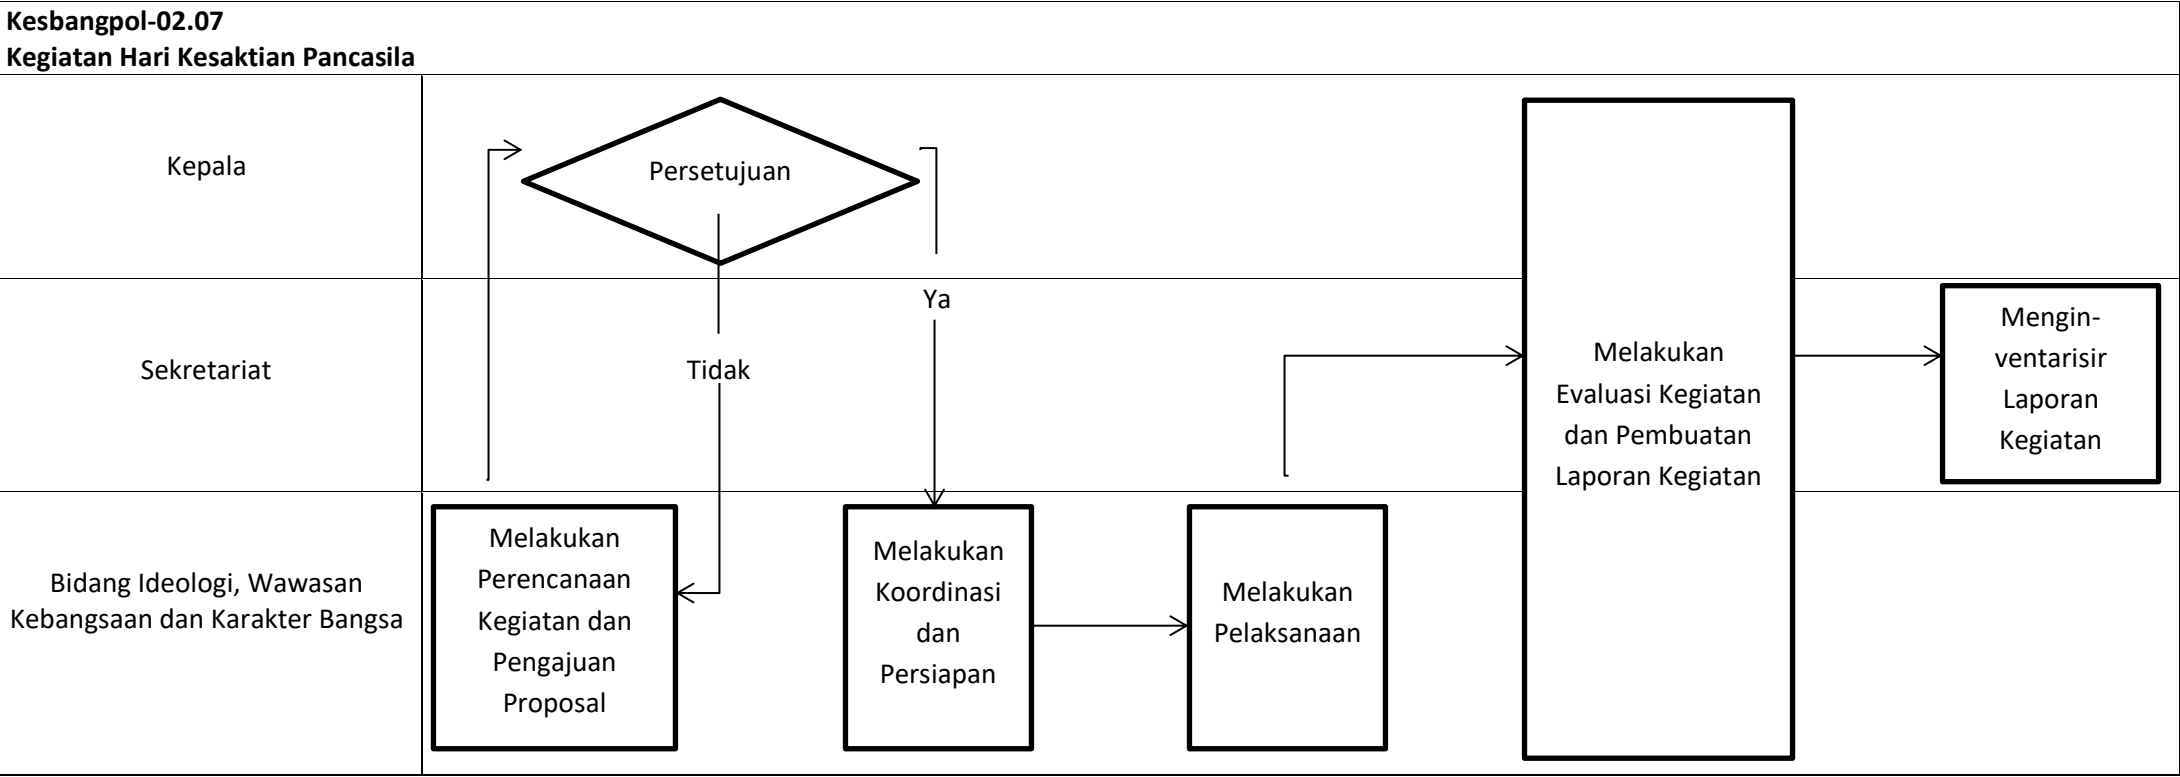 Kesbangpol-02.07
Kegiatan Hari Kesaktian Pancasila
Kepala
Persetujuan
Ya
Tidak
Sekretariat
Melakukan
Evaluasi Kegiatan
dan Pembuatan
Laporan Kegiatan
Mengin-
ventarisir
Laporan
Kegiatan
Bidang Ideologi, Wawasan
Kebangsaan dan Karakter Bangsa
Melakukan
Perencanaan
Kegiatan dan
Pengajuan
Proposal
Melakukan
Koordinasi
dan
Persiapan
Melakukan
Pelaksanaan